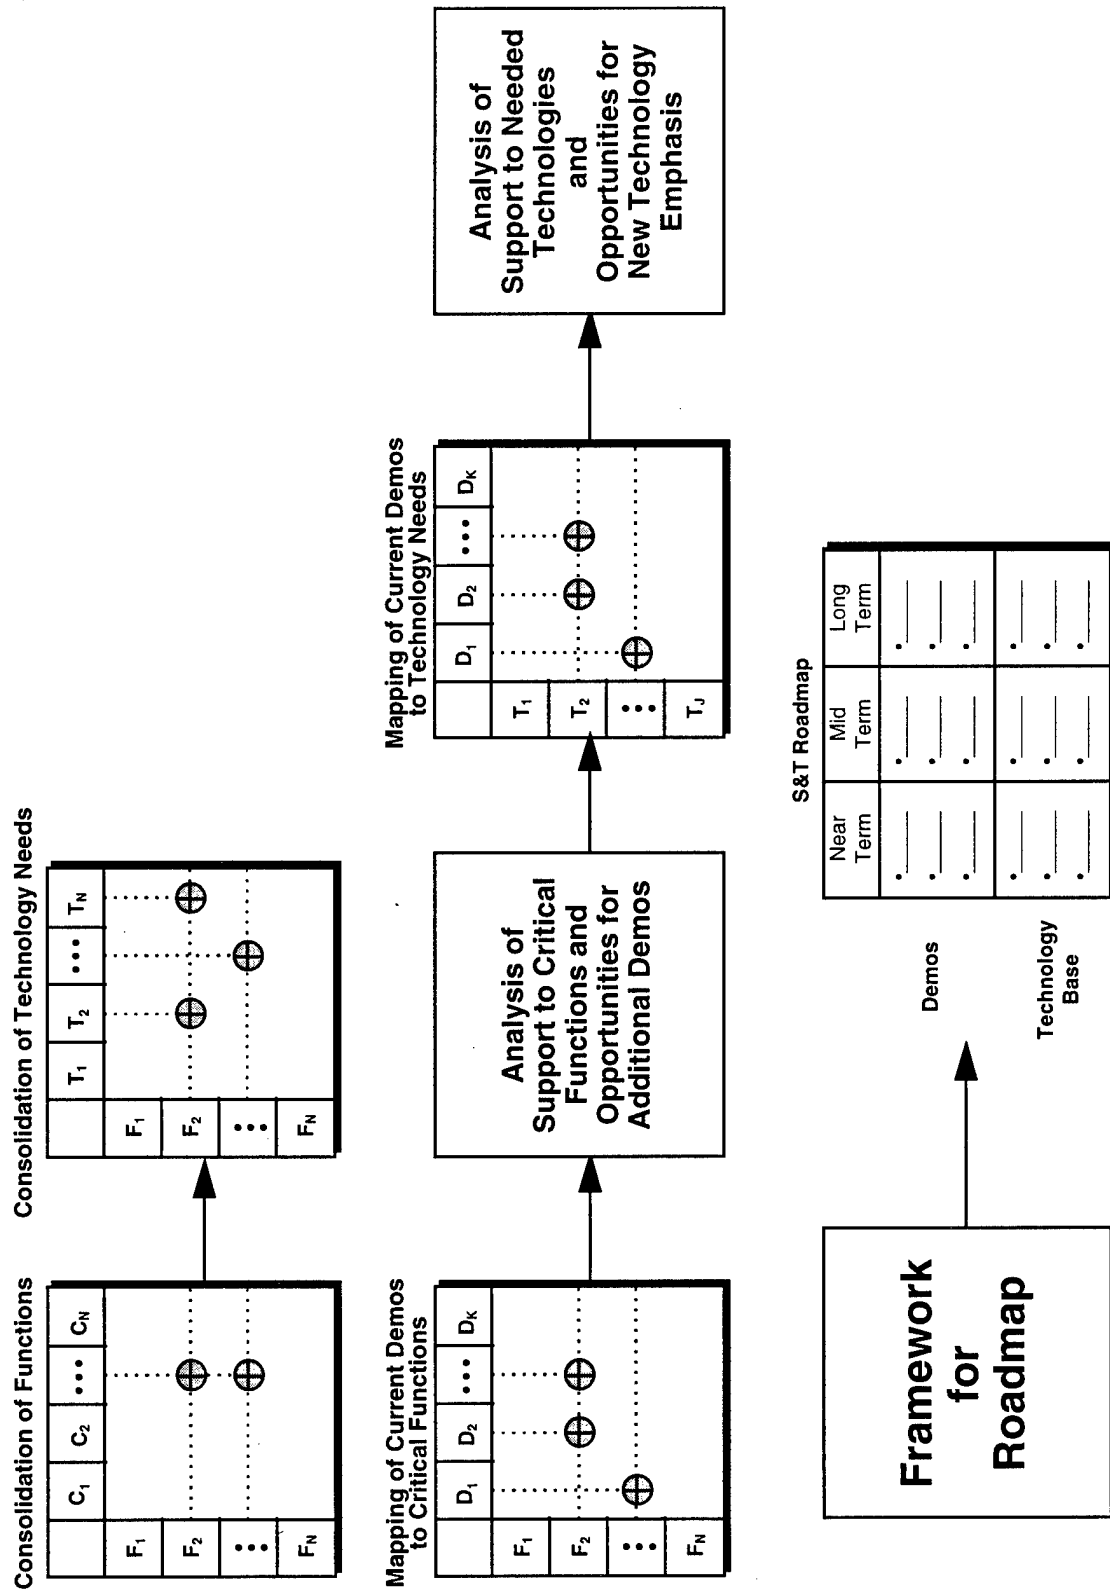 Consolidation of Functions
C1 C2 ••• CN
F1
F2
•••
FN
Consolidation of Technology Needs
T1 T2 ••• TN
F1
F2
•••
FN
Mapping of Current Demos
to Critical Functions
D1 D2 ••• DK
F1
F2
•••
FN
Analysis of
Support to Critical
Functions and
Opportunities for
Additional Demos
Mapping of Current Demos
to Technology Needs
D1 D2 ••• DK
T1
T2
•••
TJ
Analysis of
Support to Needed
Technologies
and
Opportunities for
New Technology
Emphasis
Framework
for
Roadmap
S&T Roadmap
Near
Term
Mid
Term
Long
Term
Demos
Technology
Base